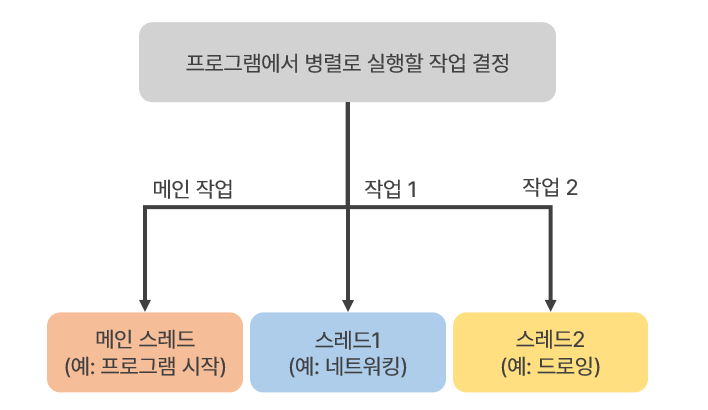 프로그램에서 병렬로 실행할 작업 결정
메인 작업
작업 1
작업 2
메인 스레드
(예: 프로그램 시작)
스레드1
(예: 네트워킹)
스레드2
(예: 드로잉)